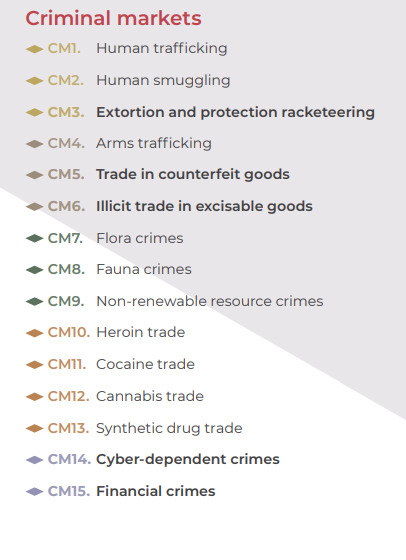 Criminal markets
CM1. Human trafficking
CM2. Human smuggling
CM3. Extortion and protection racketeering
CM4. Arms trafficking
CM5. Trade in counterfeit goods
CM6. Illicit trade in excisable goods
CM7. Flora crimes
CM8. Fauna crimes
CM9. Non-renewable resource crimes
CM10. Heroin trade
CM11. Cocaine trade
CM12. Cannabis trade
CM13. Synthetic drug trade
CM14. Cyber-dependent crimes
CM15. Financial crimes